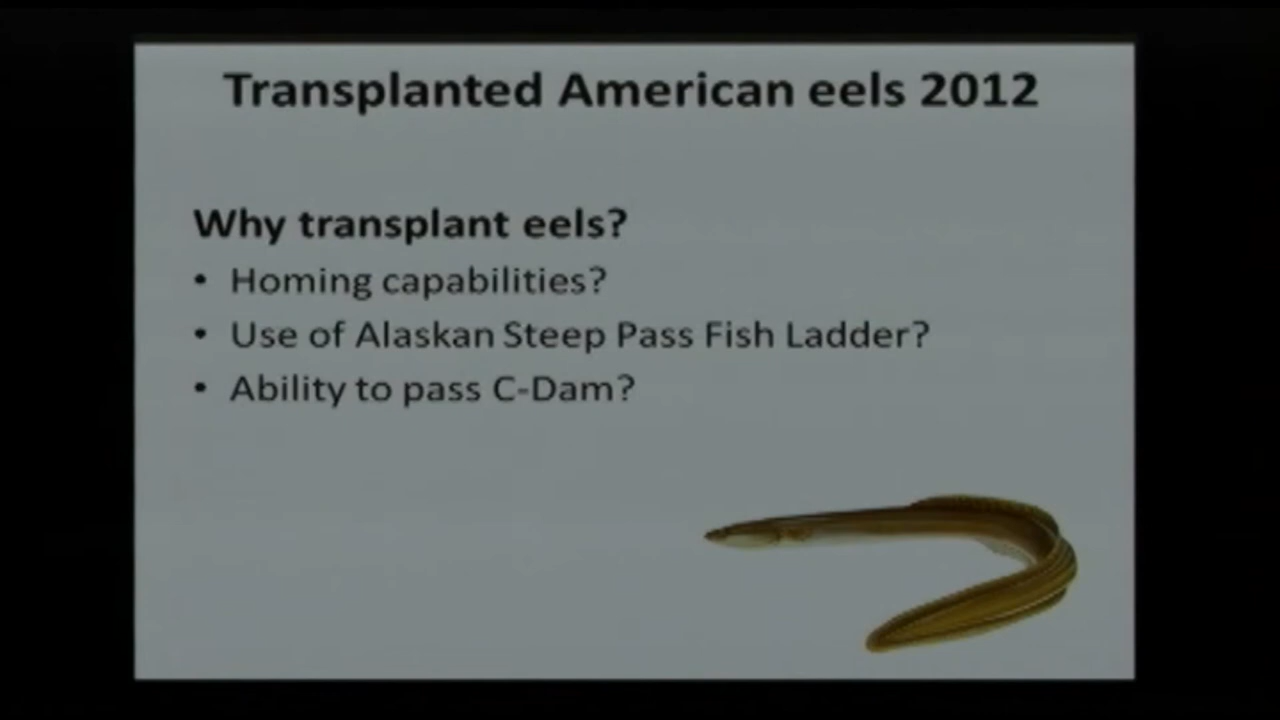 Transplanted American eels 2012
Why transplant eels?
• Homing capabilities?
• Use of Alaskan Steep Pass Fish Ladder?
• Ability to pass C-Dam?